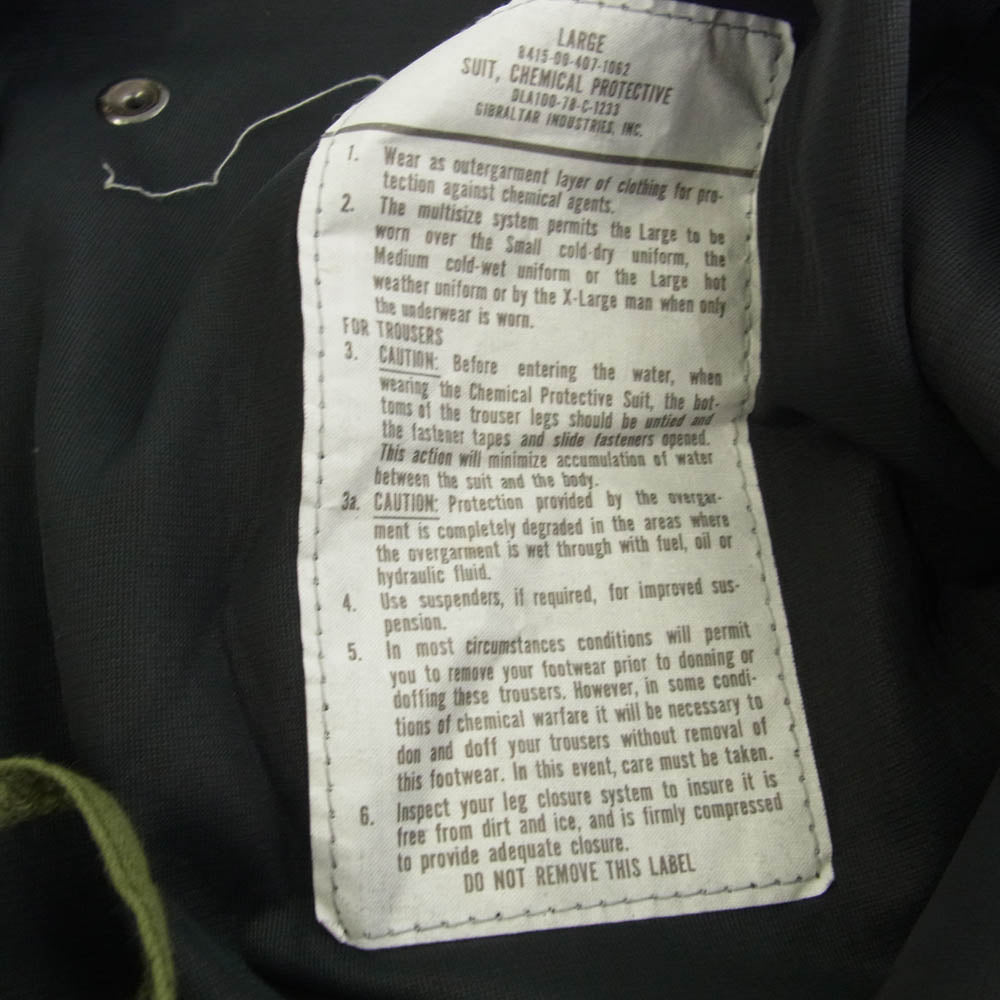 LARGE
8415-00-407-1062
SUIT, CHEMICAL PROTECTIVE
DLA100-78-C-1233
GIBRALTAR INDUSTRIES, INC.
1. Wear as outergarment layer of clothing for pro-
tection against chemical agents.
2. The multisize system permits the Large to be
worn over the Small cold-dry uniform, the
Medium cold-wet uniform or the Large hot
weather uniform or by the X-Large man when only
the underwear is worn.
FOR TROUSERS
3. CAUTION: Before entering the water, when
wearing the Chemical Protective Suit, the bot-
toms of the trouser legs should be untied and
the fastener tapes and slide fasteners opened.
This action will minimize accumulation of water
between the suit and the body.
3a. CAUTION: Protection provided by the overgar-
ment is completely degraded in the areas where
the overgarment is wet through with fuel, oil or
hydraulic fluid.
4. Use suspenders, if required, for improved sus-
pension.
5. In most circumstances conditions will permit
you to remove your footwear prior to donning or
doffing these trousers. However, in some condi-
tions of chemical warfare it will be necessary to
don and doff your trousers without removal of
this footwear. In this event, care must be taken.
6. Inspect your leg closure system to insure it is
free from dirt and ice, and is firmly compressed
to provide adequate closure.
DO NOT REMOVE THIS LABEL